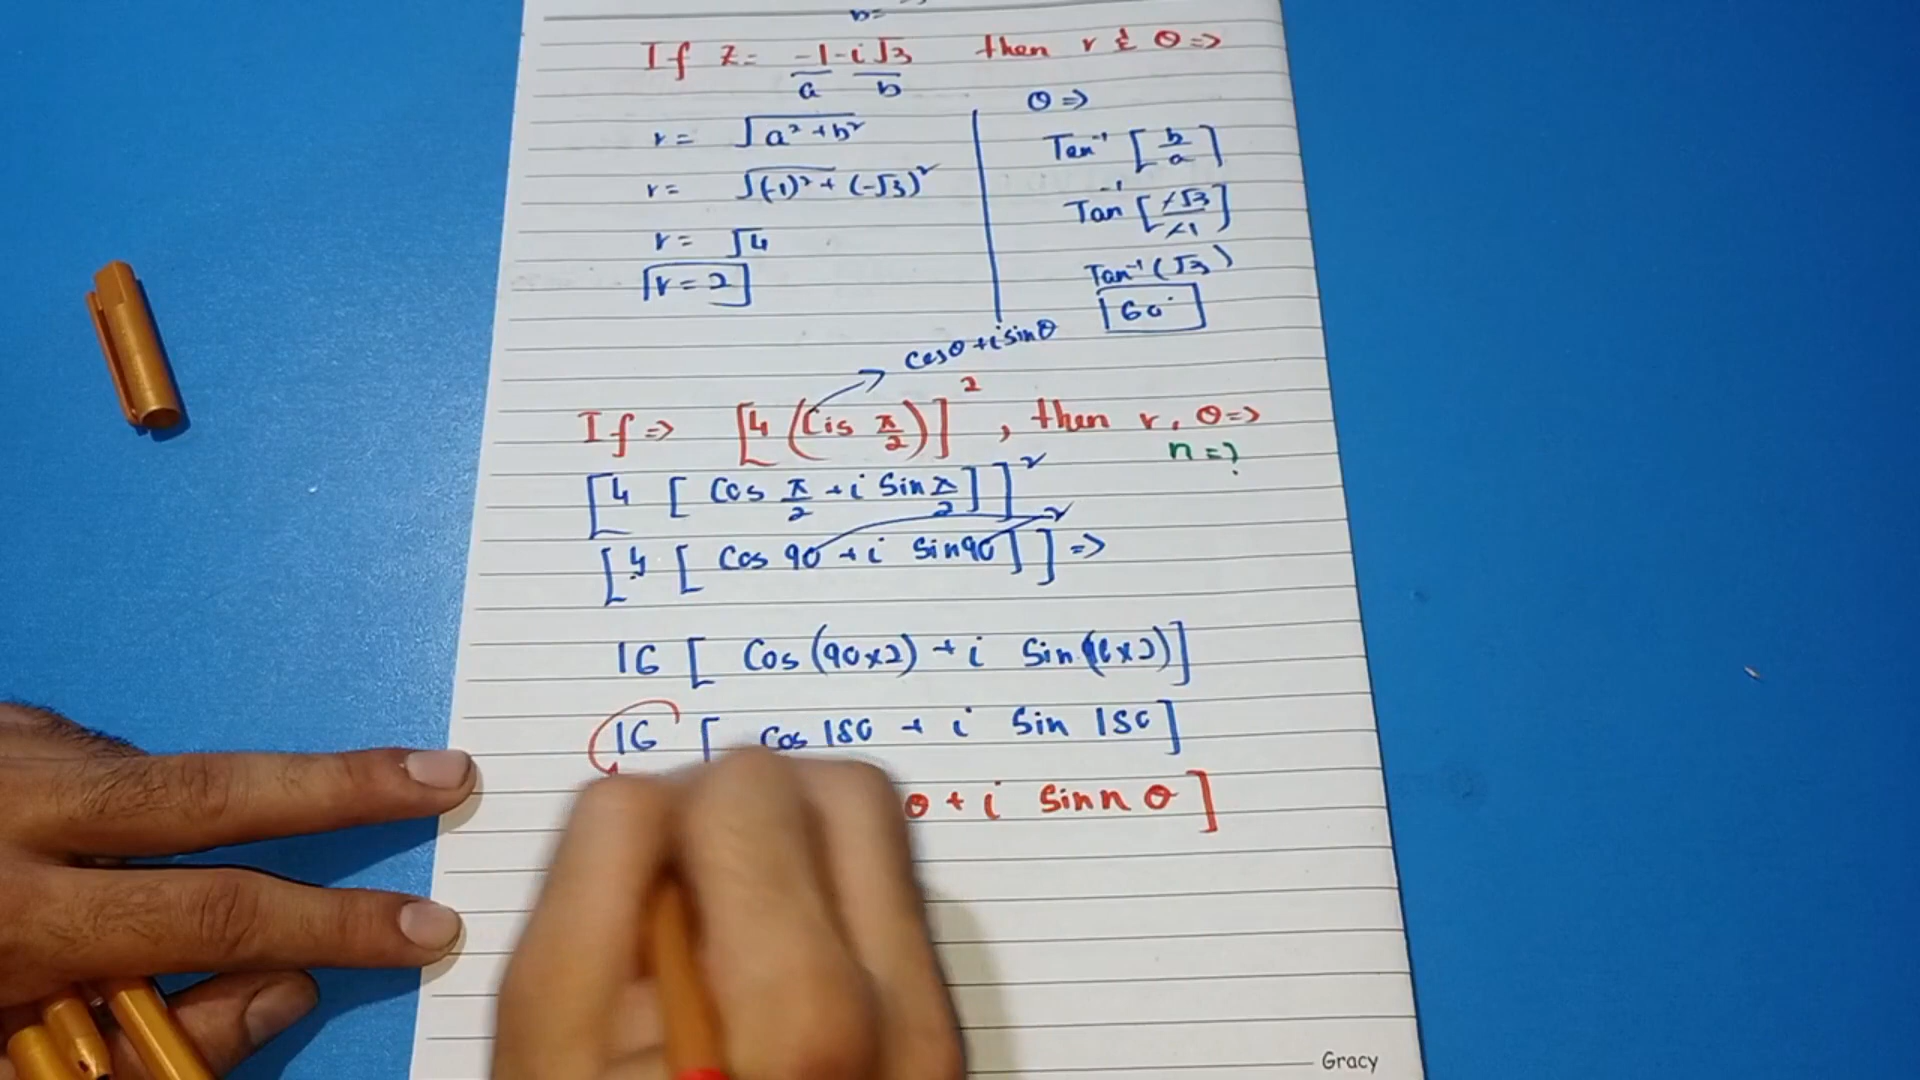 b=
If z = -1-i√3 then r & θ ⇒
a b
θ ⇒
r = √a² + b²
Tan⁻¹ [b/a]
r = √(-1)² + (-√3)²
Tan⁻¹ [-√3/-1]
r = √4
Tan⁻¹ (√3)
r = 2
60°
cosθ + i sinθ
If ⇒ [4 (Cis π/2)]², then r, θ ⇒
n = ?
[4 [Cos π/2 + i Sin π/2]]²
[4 [Cos 90 + i Sin 90]]² ⇒
16 [Cos (90×2) + i Sin (90×2)]
16 [Cos 180 + i Sin 180]
θ + i Sin n θ]
Gracy